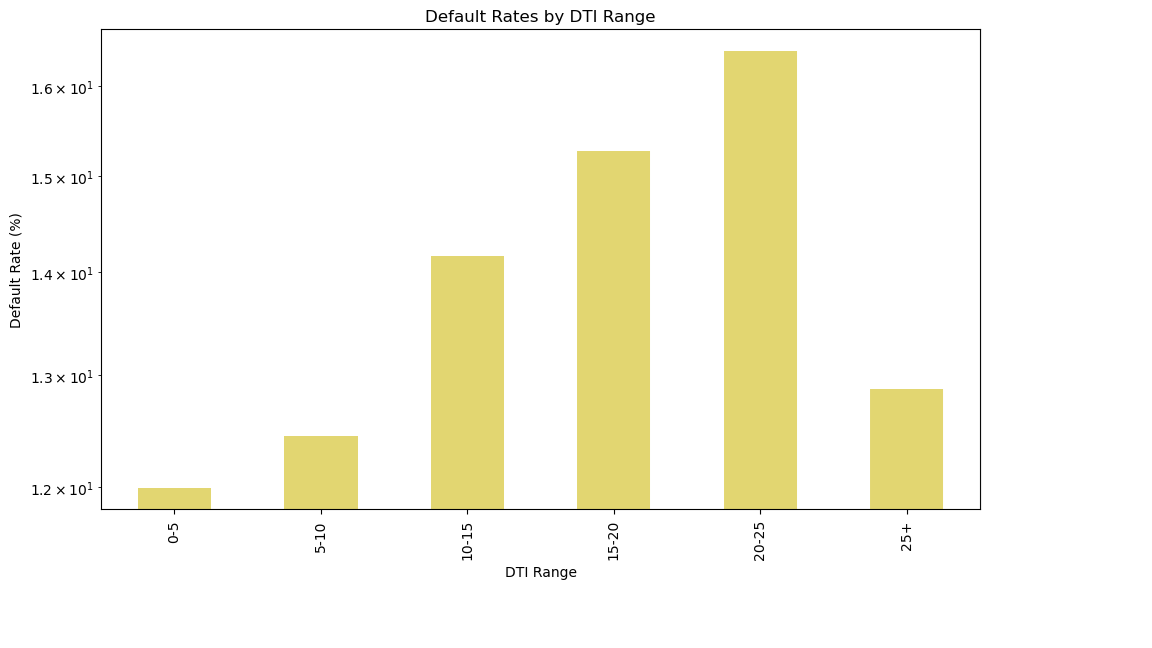 Default Rates by DTI Range
Default Rate (%)
1.6 × 10¹
1.5 × 10¹
1.4 × 10¹
1.3 × 10¹
1.2 × 10¹
0-5
5-10
10-15
15-20
20-25
25+
DTI Range